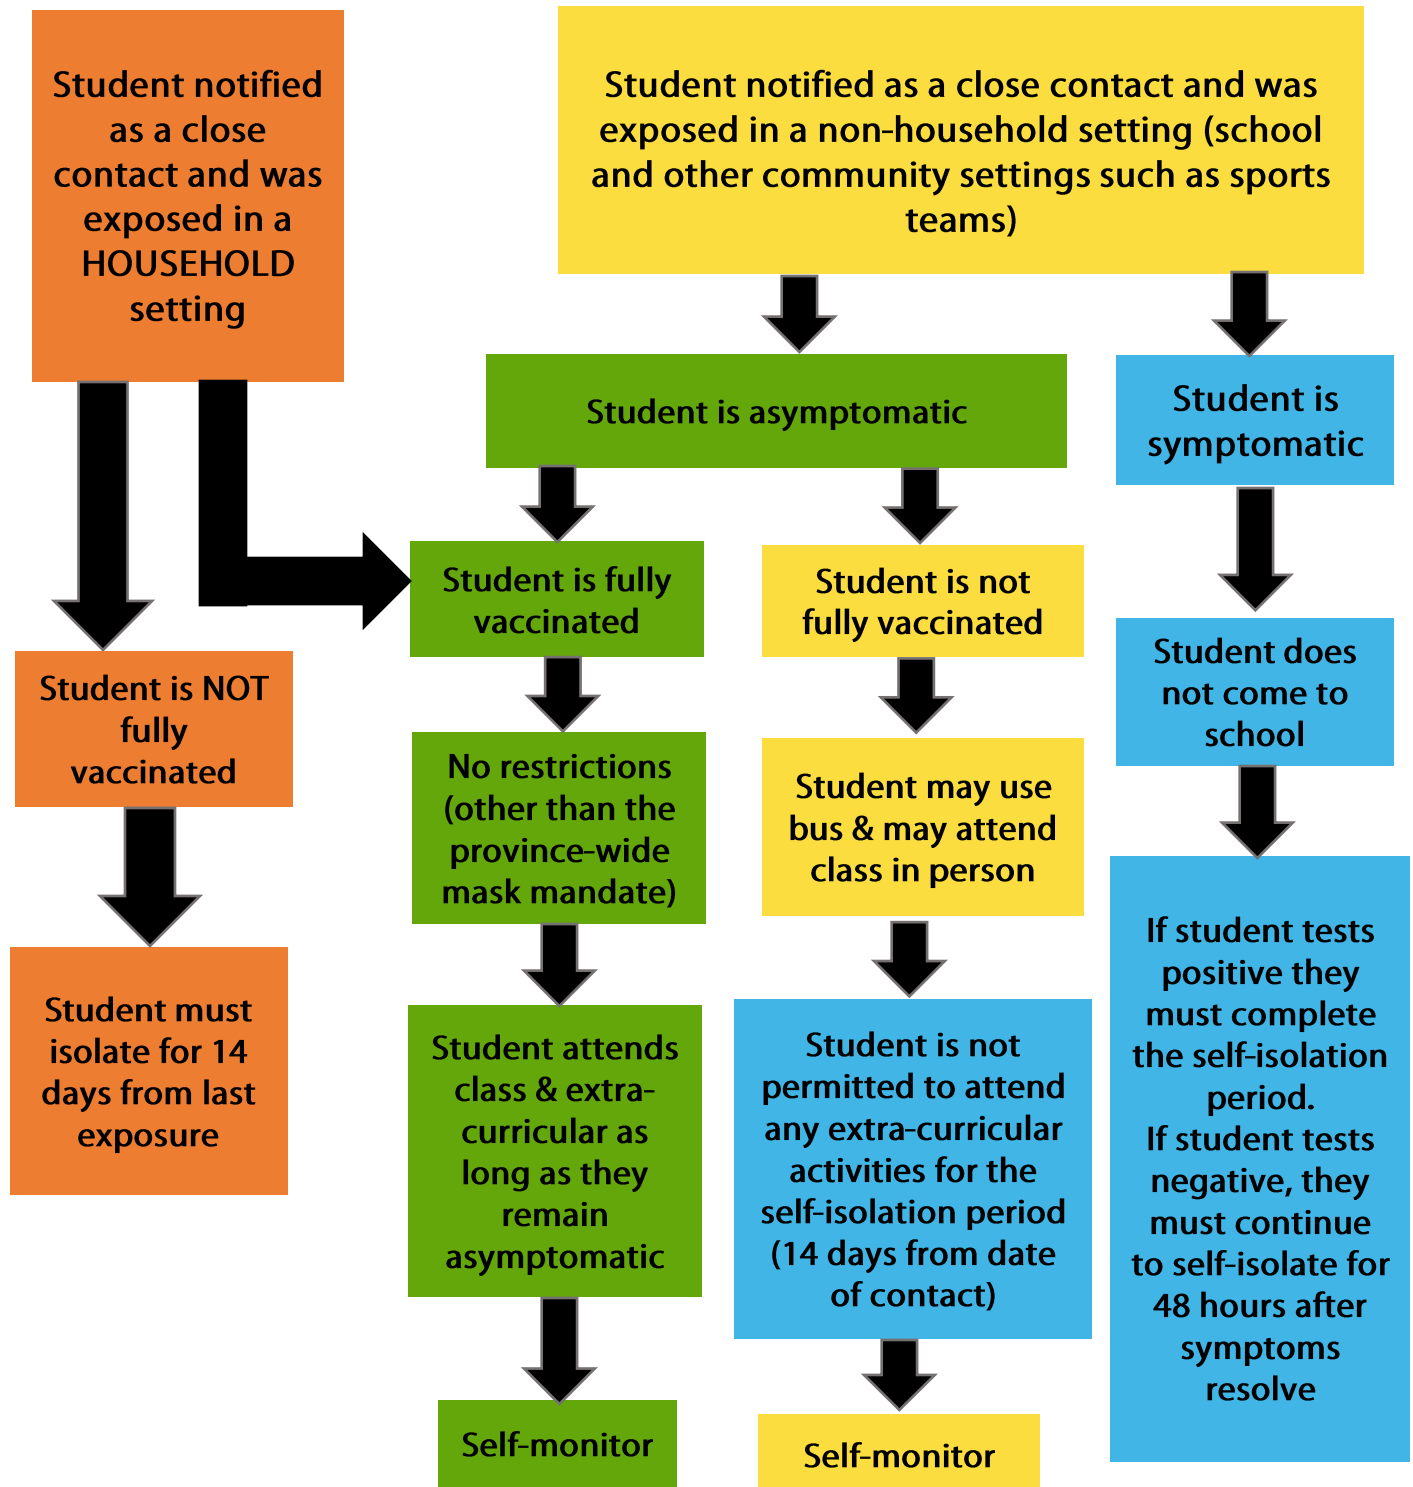 Student notified
as a close
contact and was
exposed in a
HOUSEHOLD
setting
Student notified as a close contact and was
exposed in a non-household setting (school
and other community settings such as sports
teams)
Student is asymptomatic
Student is
symptomatic
Student is fully
vaccinated
Student is not
fully vaccinated
Student does
not come to
school
Student is NOT
fully
vaccinated
No restrictions
(other than the
province-wide
mask mandate)
Student may use
bus & may attend
class in person
Student must
isolate for 14
days from last
exposure
Student attends
class & extra-
curricular as
long as they
remain
asymptomatic
Student is not
permitted to attend
any extra-curricular
activities for the
self-isolation period
(14 days from date
of contact)
If student tests
positive they
must complete
the self-isolation
period.
If student tests
negative, they
must continue
to self-isolate for
48 hours after
symptoms
resolve
Self-monitor
Self-monitor